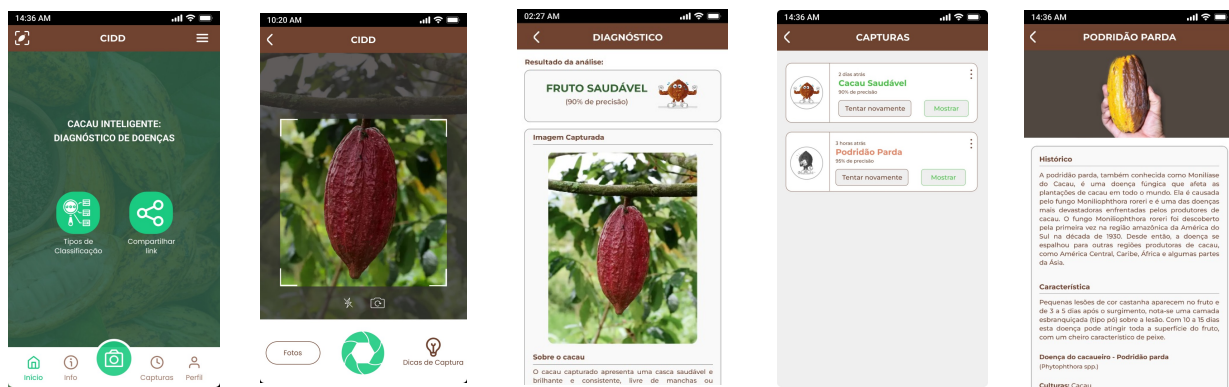 14:36 AM
CIDD
CACAU INTELIGENTE:
DIAGNÓSTICO DE DOENÇAS
Tipos de
Classificação
Compartilhar
link
Início
Info
Capturas
Perfil
10:20 AM
CIDD
Fotos
Dicas de Captura
02:27 AM
DIAGNÓSTICO
Resultado da análise:
FRUTO SAUDÁVEL
(90% de precisão)
Imagem Capturada
Sobre o cacau
O cacau capturado apresenta uma casca saudável e
brilhante e consistente, livre de manchas ou
14:36 AM
CAPTURAS
2 dias atrás
Cacau Saudável
90% de precisão
Tentar novamente
Mostrar
3 horas atrás
Podridão Parda
95% de precisão
Tentar novamente
Mostrar
14:36 AM
PODRIDÃO PARDA
Histórico
A podridão parda, também conhecida como Moniliase
do Cacau, é uma doença fúngica que afeta as
plantações de cacau em todo o mundo. Ela é causada
pelo fungo Moniliophthora roreri e é uma das doenças
mais devastadoras enfrentadas pelos produtores de
cacau. O fungo Moniliophthora roreri foi descoberto
pela primeira vez na região amazônica da América do
Sul na década de 1930. Desde então, a doença se
espalhou para outras regiões produtoras de cacau,
como América Central, Caribe, África e algumas partes
da Ásia.
Característica
Pequenas lesões de cor castanha aparecem no fruto e
de 3 a 5 dias após o surgimento, nota-se uma camada
esbranquiçada (tipo pó) sobre a lesão. Com 10 a 15 dias
esta doença pode atingir toda a superfície do fruto,
com um cheiro característico de peixe.
Doença do cacaueiro - Podridão parda
(Phytophthora spp.)
Culturas: Cacau.